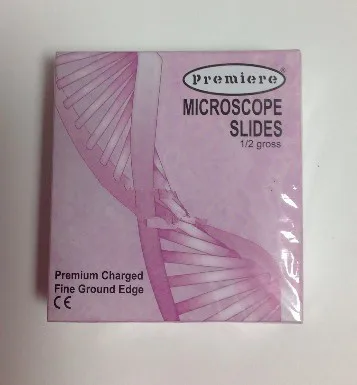 Premiere®
MICROSCOPE
SLIDES
1/2 gross
Premium Charged
Fine Ground Edge
CE